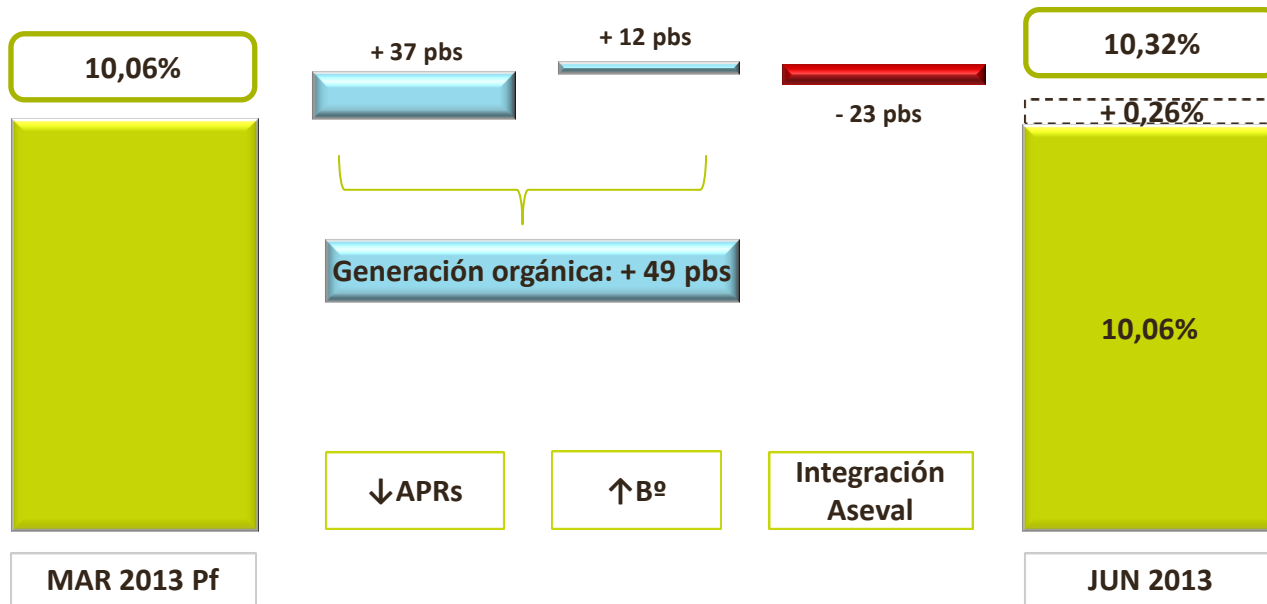 10,06%
+ 37 pbs
+ 12 pbs
- 23 pbs
10,32%
+ 0,26%
Generación orgánica: + 49 pbs
10,06%
↓APRs
↑Bº
Integración
Aseval
MAR 2013 Pf
JUN 2013